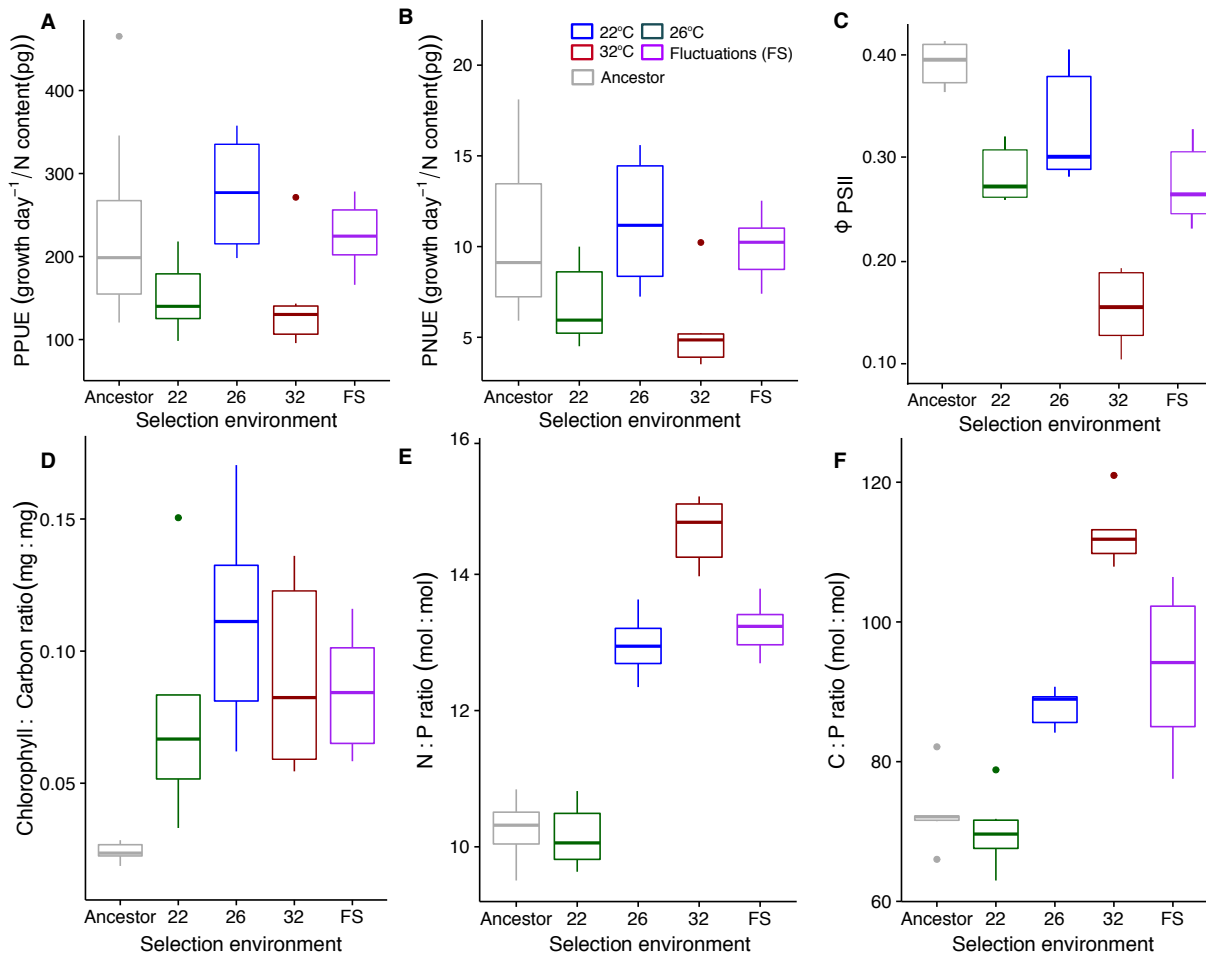 A
PPUE (growth day⁻¹/N content(pg))
400
300
200
100
Ancestor 22 26 32 FS
Selection environment
B
PNUE (growth day⁻¹/N content(pg))
20
15
10
5
22°C 26°C
32°C Fluctuations (FS)
Ancestor
Ancestor 22 26 32 FS
Selection environment
C
Φ PSII
0.40
0.30
0.20
0.10
Ancestor 22 26 32 FS
Selection environment
D
Chlorophyll : Carbon ratio (mg : mg)
0.15
0.10
0.05
Ancestor 22 26 32 FS
Selection environment
E
N : P ratio (mol : mol)
16
14
12
10
Ancestor 22 26 32 FS
Selection environment
F
C : P ratio (mol : mol)
120
100
80
60
Ancestor 22 26 32 FS
Selection environment